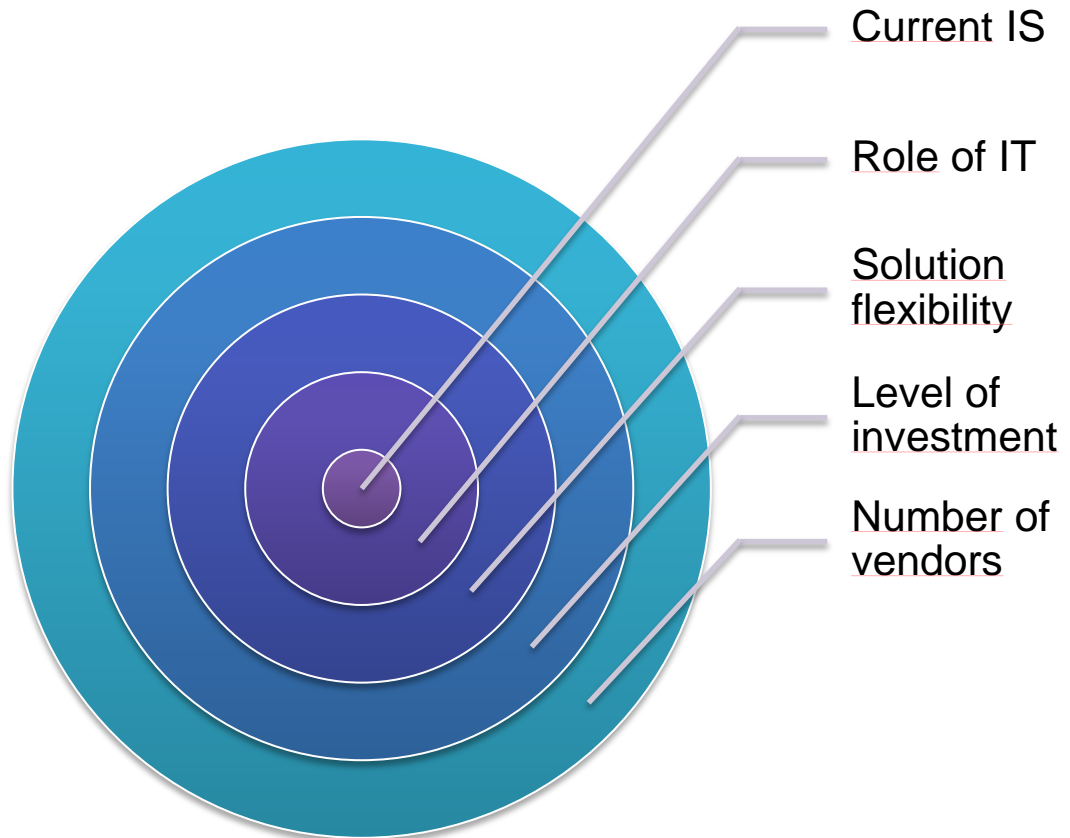 Current IS
Role of IT
Solution
flexibility
Level of
investment
Number of
vendors